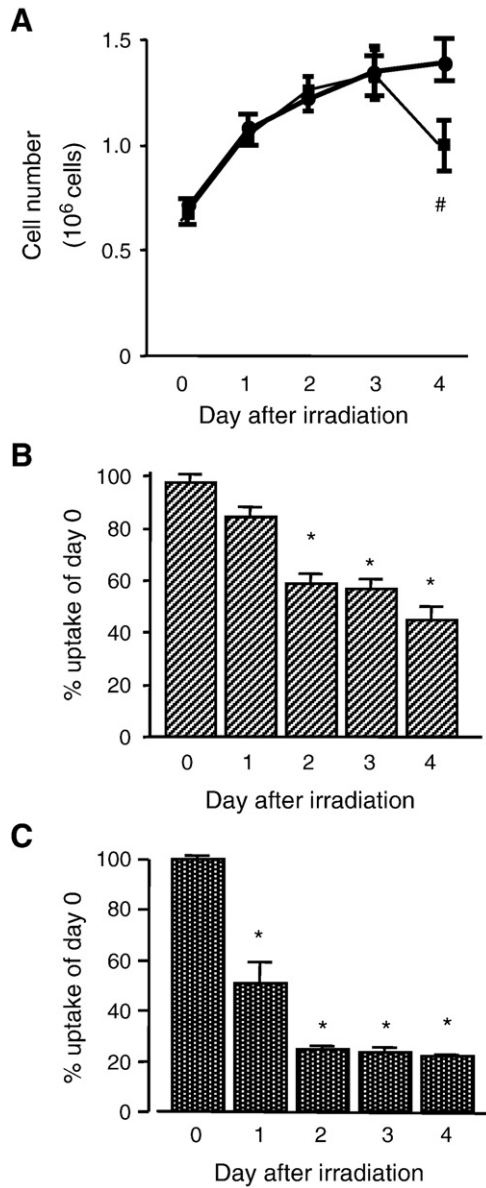 A
1.5
1.0
0.5
0
Cell number
(10⁶ cells)
#
0 1 2 3 4
Day after irradiation
B
100
80
60
40
20
0
% uptake of day 0
* * *
0 1 2 3 4
Day after irradiation
C
100
80
60
40
20
0
% uptake of day 0
* * * *
0 1 2 3 4
Day after irradiation